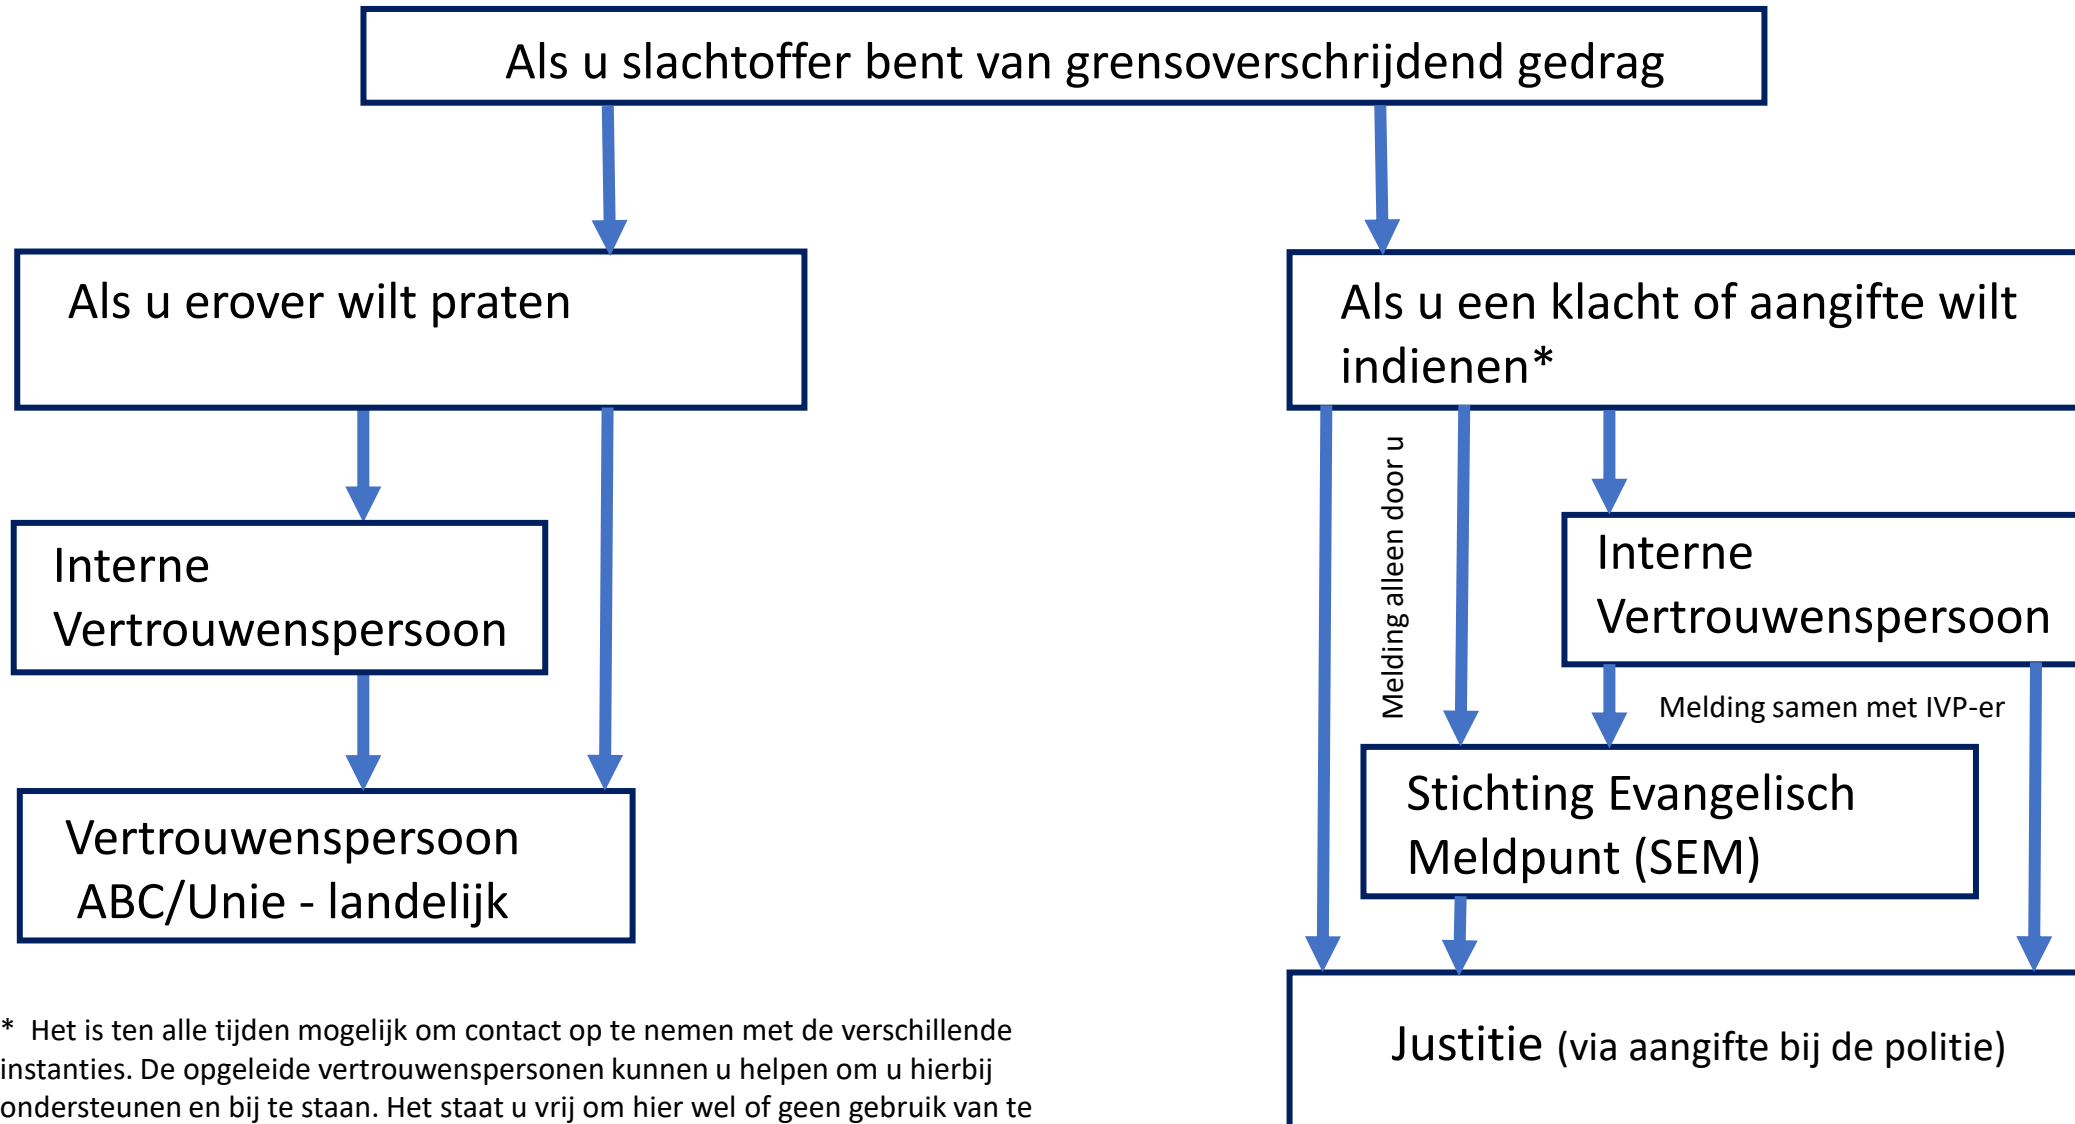 Als u slachtoffer bent van grensoverschrijdend gedrag
Als u erover wilt praten
Als u een klacht of aangifte wilt
indienen*
Melding alleen door u
Interne
Vertrouwenspersoon
Interne
Vertrouwenspersoon
Melding samen met IVP-er
Vertrouwenspersoon
ABC/Unie - landelijk
Stichting Evangelisch
Meldpunt (SEM)
Justitie (via aangifte bij de politie)
* Het is ten alle tijden mogelijk om contact op te nemen met de verschillende
instanties. De opgeleide vertrouwenspersonen kunnen u helpen om u hierbij
ondersteunen en bij te staan. Het staat u vrij om hier wel of geen gebruik van te